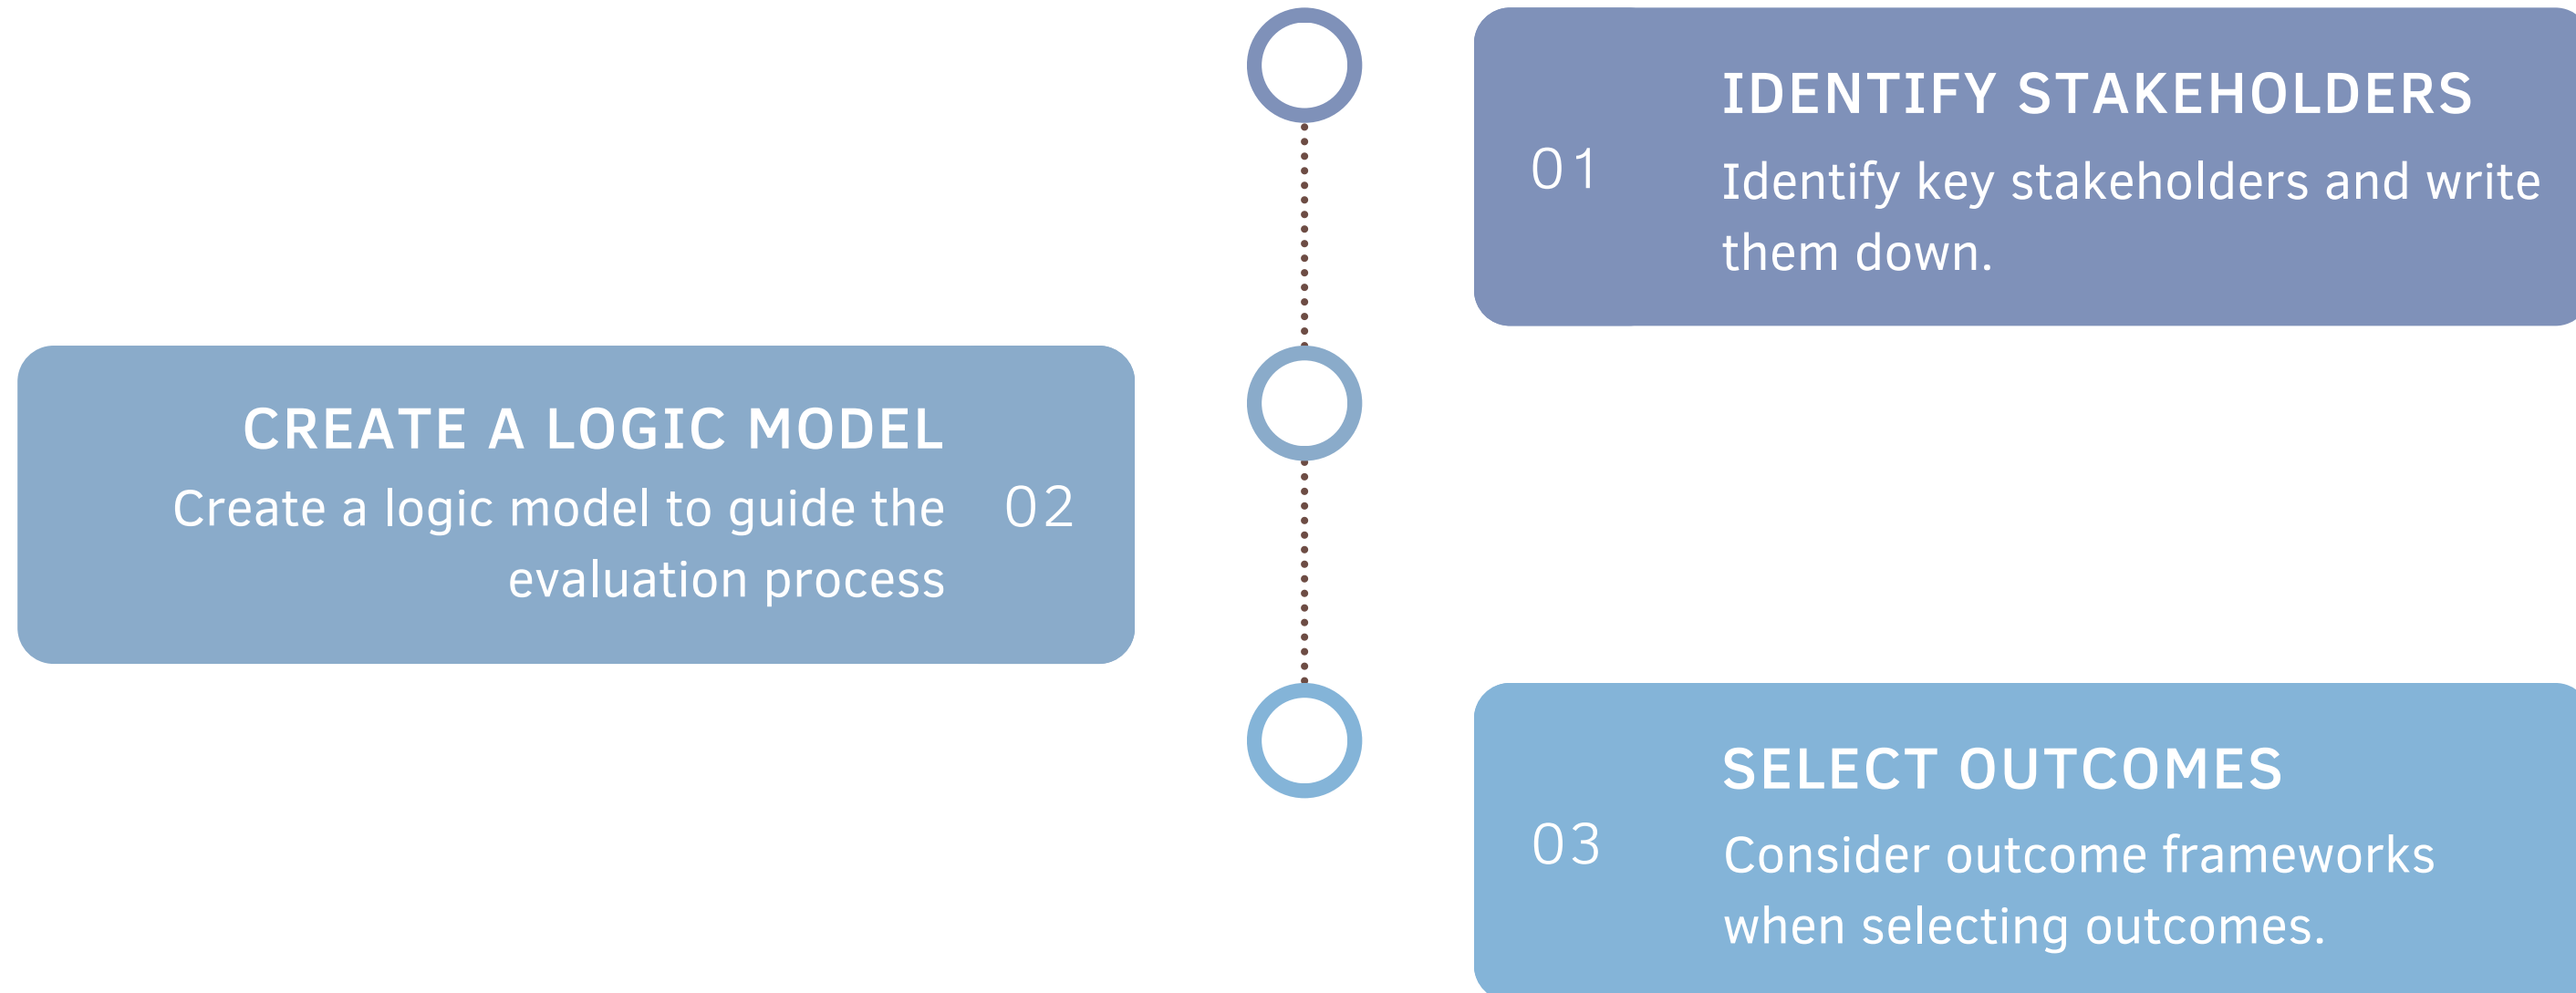 01
IDENTIFY STAKEHOLDERS
Identify key stakeholders and write
them down.
CREATE A LOGIC MODEL
Create a logic model to guide the
evaluation process
02
03
SELECT OUTCOMES
Consider outcome frameworks
when selecting outcomes.